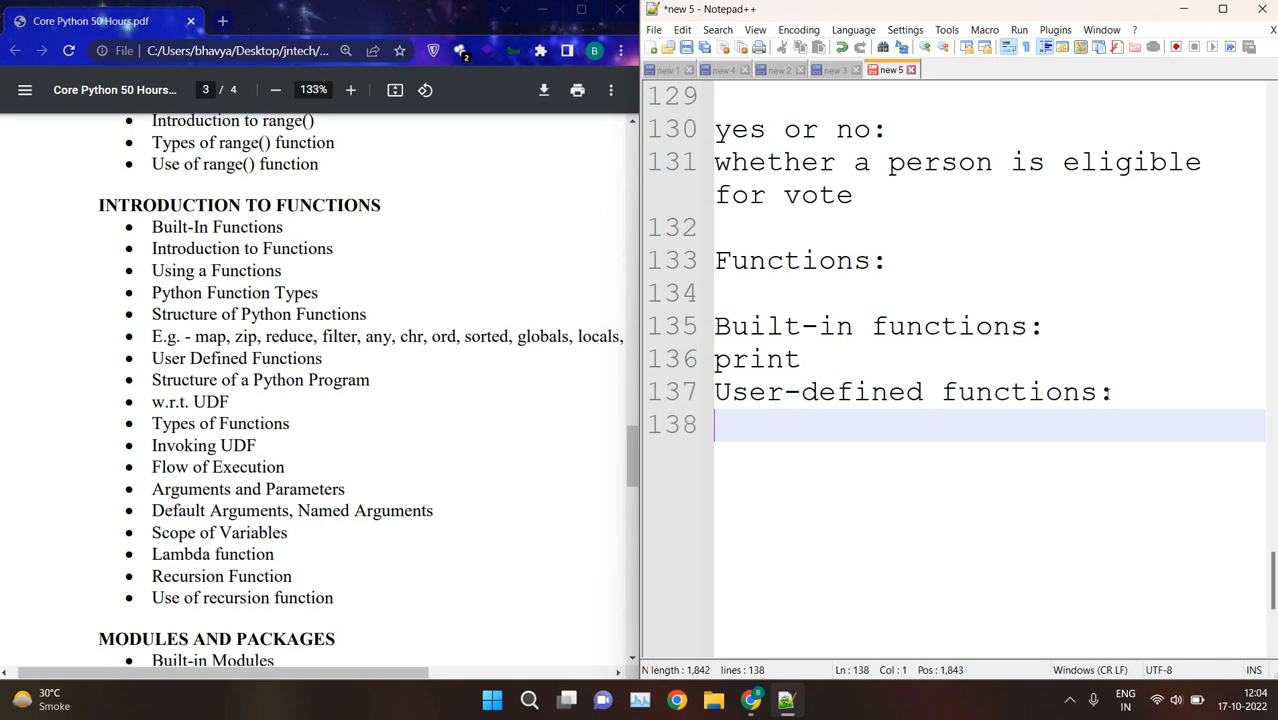 Core Python 50 Hours.pdf
File
C:/Users/bhavya/Desktop/jntech/...
B
2
Core Python 50 Hours...
3 / 4
133%
Introduction to range()
Types of range() function
Use of range() function
INTRODUCTION TO FUNCTIONS
Built-In Functions
Introduction to Functions
Using a Functions
Python Function Types
Structure of Python Functions
E.g. - map, zip, reduce, filter, any, chr, ord, sorted, globals, locals,
User Defined Functions
Structure of a Python Program
w.r.t. UDF
Types of Functions
Invoking UDF
Flow of Execution
Arguments and Parameters
Default Arguments, Named Arguments
Scope of Variables
Lambda function
Recursion Function
Use of recursion function
MODULES AND PACKAGES
Built-in Modules
*new 5 - Notepad++
File Edit Search View Encoding Language Settings Tools Macro Run Plugins Window ?
X
new 1 new 4 new 2 new 3 new 5
129
130 yes or no:
131 whether a person is eligible
for vote
132
133 Functions:
134
135 Built-in functions:
136 print
137 User-defined functions:
138
N length : 1,842 lines : 138 Ln : 138 Col : 1 Pos : 1,843 Windows (CR LF) UTF-8 INS
30°C
Smoke
ENG
IN
12:04
17-10-2022